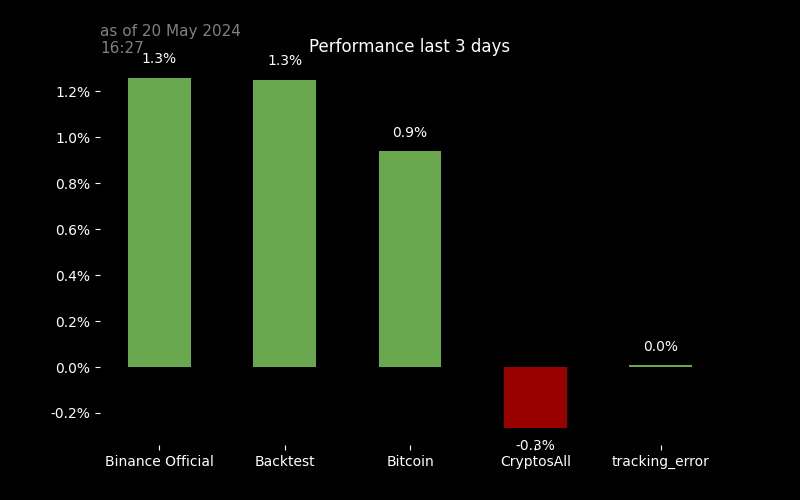 as of 20 May 2024
16:27
Performance last 3 days
1.3%
1.3%
0.9%
-0.3%
0.0%
1.2%
1.0%
0.8%
0.6%
0.4%
0.2%
0.0%
-0.2%
Binance Official
Backtest
Bitcoin
CryptosAll
tracking_error